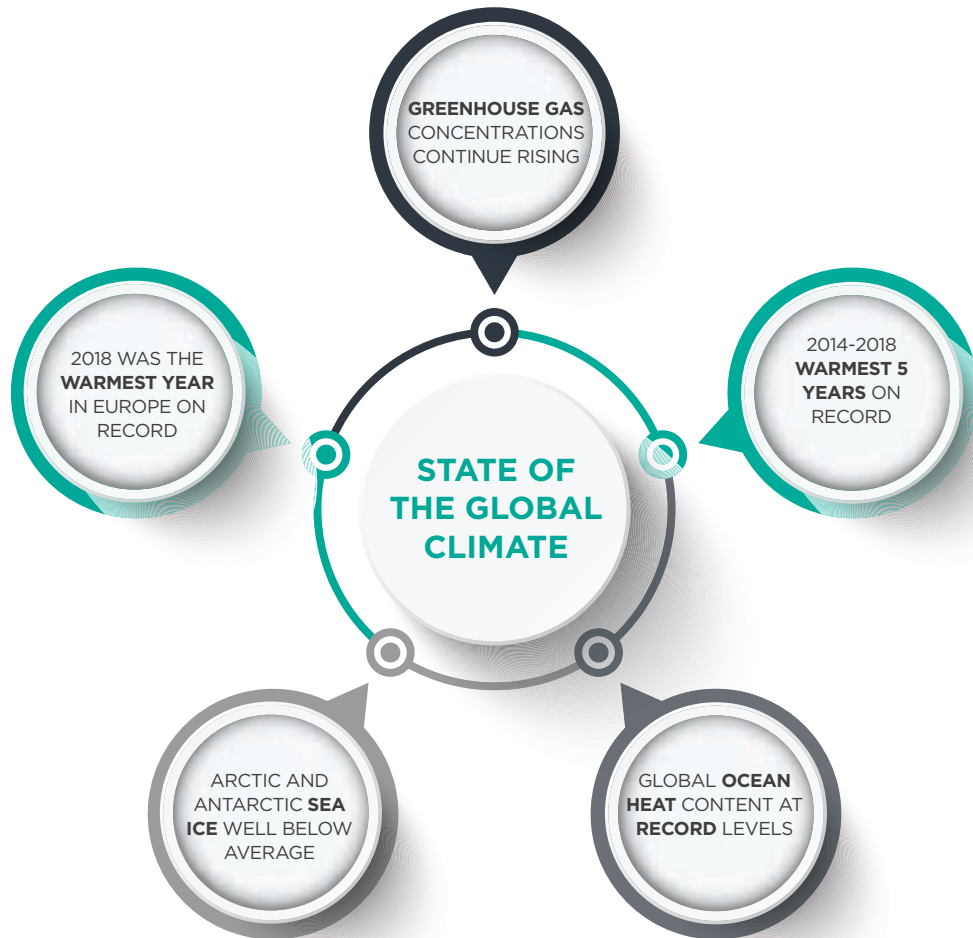 GREENHOUSE GAS
CONCENTRATIONS
CONTINUE RISING
2018 WAS THE
WARMEST YEAR
IN EUROPE ON
RECORD
2014-2018
WARMEST 5
YEARS ON
RECORD
STATE OF
THE GLOBAL
CLIMATE
ARCTIC AND
ANTARCTIC SEA
ICE WELL BELOW
AVERAGE
GLOBAL OCEAN
HEAT CONTENT AT
RECORD LEVELS